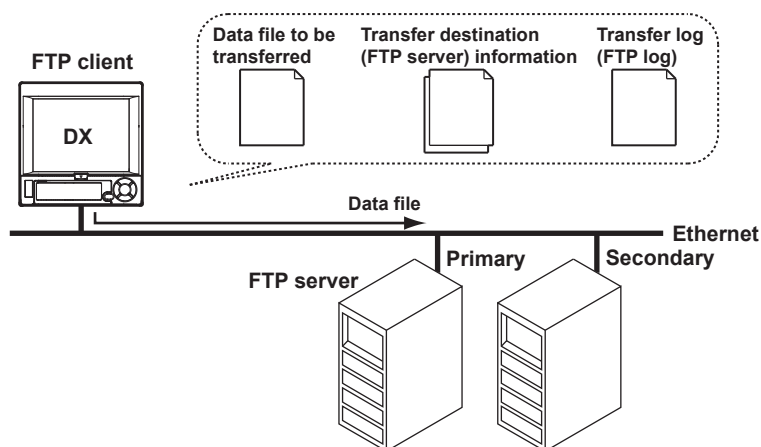 Data file to be
transferred
Transfer destination
(FTP server) information
Transfer log
(FTP log)
FTP client
DX
Data file
Ethernet
Primary
Secondary
FTP server